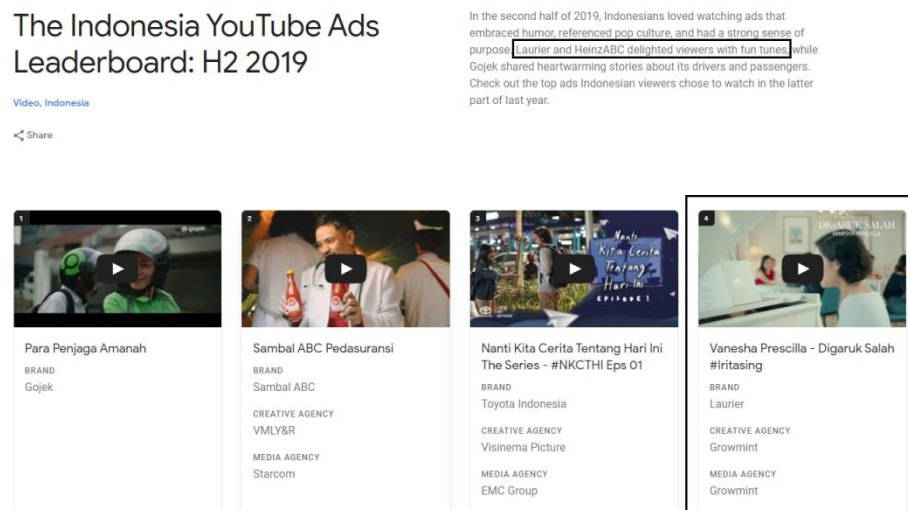 The Indonesia YouTube Ads
Leaderboard: H2 2019
Video, Indonesia
Share
In the second half of 2019, Indonesians loved watching ads that
embraced humor, referenced pop culture, and had a strong sense of
purpose. Laurier and HeinzABC delighted viewers with fun tunes, while
Gojek shared heartwarming stories about its drivers and passengers.
Check out the top ads Indonesian viewers chose to watch in the latter
part of last year.
1
gojek
Para Penjaga Amanah
BRAND
Gojek
2
Sambal ABC Pedasuransi
BRAND
Sambal ABC
CREATIVE AGENCY
VMLY&R
MEDIA AGENCY
Starcom
3
Nanti
Kita Cerita
Tentang
Hari Ini
EPISODE 1
Nanti Kita Cerita Tentang Hari Ini
The Series - #NKCTHI Eps 01
BRAND
Toyota Indonesia
CREATIVE AGENCY
Visinema Picture
MEDIA AGENCY
EMC Group
4
DIGARUK SALAH
VANESHA PRESCILLA
Vanesha Prescilla - Digaruk Salah
#Iritasing
BRAND
Laurier
CREATIVE AGENCY
Growmint
MEDIA AGENCY
Growmint